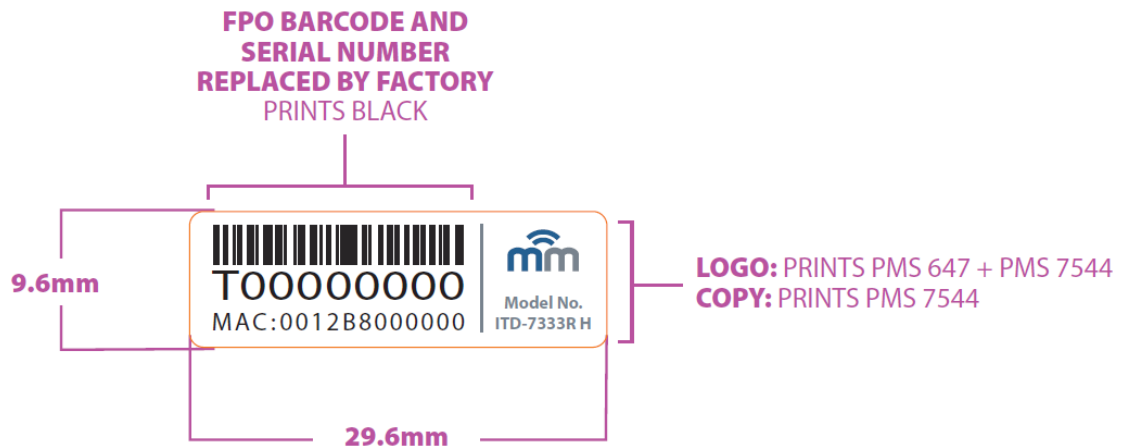 FPO BARCODE AND
SERIAL NUMBER
REPLACED BY FACTORY
PRINTS BLACK
9.6mm
T00000000
MAC:0012B8000000
mm
Model No.
ITD-7333R H
LOGO: PRINTS PMS 647 + PMS 7544
COPY: PRINTS PMS 7544
29.6mm